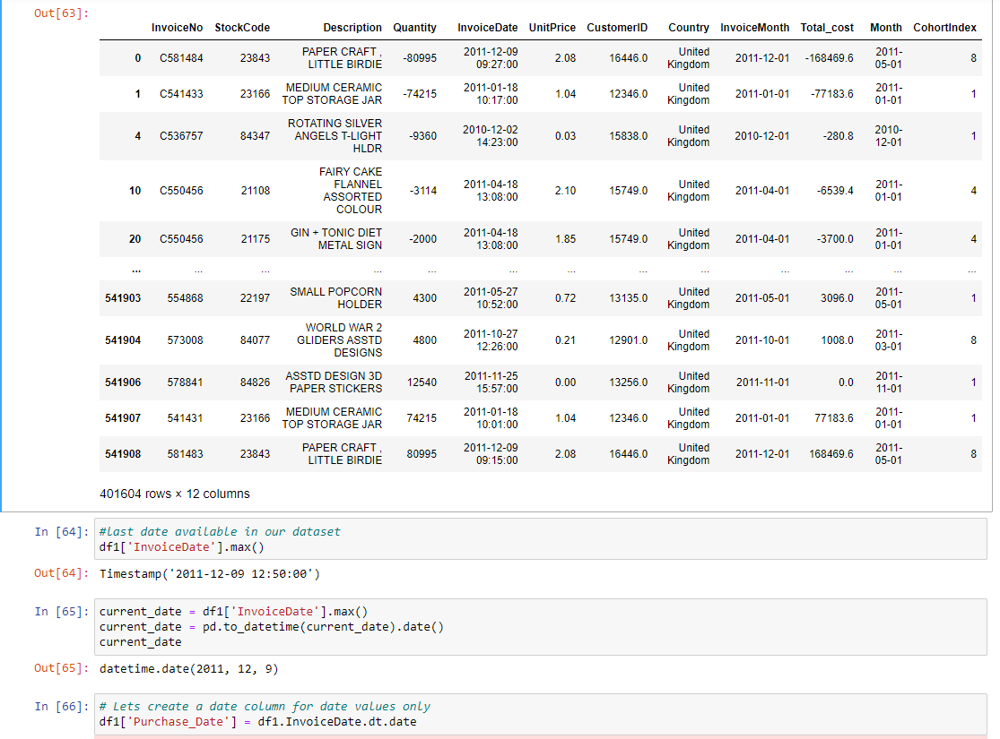 Out[63]:
InvoiceNo StockCode Description Quantity InvoiceDate UnitPrice CustomerID Country InvoiceMonth Total_cost Month CohortIndex
0 C581484 23843 PAPER CRAFT , LITTLE BIRDIE -80995 2011-12-09 09:27:00 2.08 16446.0 United Kingdom 2011-12-01 -168469.6 2011-05-01 8
1 C541433 23166 MEDIUM CERAMIC TOP STORAGE JAR -74215 2011-01-18 10:17:00 1.04 12346.0 United Kingdom 2011-01-01 -77183.6 2011-01-01 1
4 C536757 84347 ROTATING SILVER ANGELS T-LIGHT HLDR -9360 2010-12-02 14:23:00 0.03 15838.0 United Kingdom 2010-12-01 -280.8 2010-12-01 1
10 C550456 21108 FAIRY CAKE FLANNEL ASSORTED COLOUR -3114 2011-04-18 13:08:00 2.10 15749.0 United Kingdom 2011-04-01 -6539.4 2011-01-01 4
20 C550456 21175 GIN + TONIC DIET METAL SIGN -2000 2011-04-18 13:08:00 1.85 15749.0 United Kingdom 2011-04-01 -3700.0 2011-01-01 4
... ... ... ... ... ... ... ... ... ... ... ... ...
541903 554868 22197 SMALL POPCORN HOLDER 4300 2011-05-27 10:52:00 0.72 13135.0 United Kingdom 2011-05-01 3096.0 2011-05-01 1
541904 573008 84077 WORLD WAR 2 GLIDERS ASSTD DESIGNS 4800 2011-10-27 12:26:00 0.21 12901.0 United Kingdom 2011-10-01 1008.0 2011-03-01 8
541906 578841 84826 ASSTD DESIGN 3D PAPER STICKERS 12540 2011-11-25 15:57:00 0.00 13256.0 United Kingdom 2011-11-01 0.0 2011-11-01 1
541907 541431 23166 MEDIUM CERAMIC TOP STORAGE JAR 74215 2011-01-18 10:01:00 1.04 12346.0 United Kingdom 2011-01-01 77183.6 2011-01-01 1
541908 581483 23843 PAPER CRAFT , LITTLE BIRDIE 80995 2011-12-09 09:15:00 2.08 16446.0 United Kingdom 2011-12-01 168469.6 2011-05-01 8
401604 rows × 12 columns
In [64]: #last date available in our dataset
df1['InvoiceDate'].max()
Out[64]: Timestamp('2011-12-09 12:50:00')
In [65]: current_date = df1['InvoiceDate'].max()
current_date = pd.to_datetime(current_date).date()
current_date
Out[65]: datetime.date(2011, 12, 9)
In [66]: # Lets create a date column for date values only
df1['Purchase_Date'] = df1.InvoiceDate.dt.date